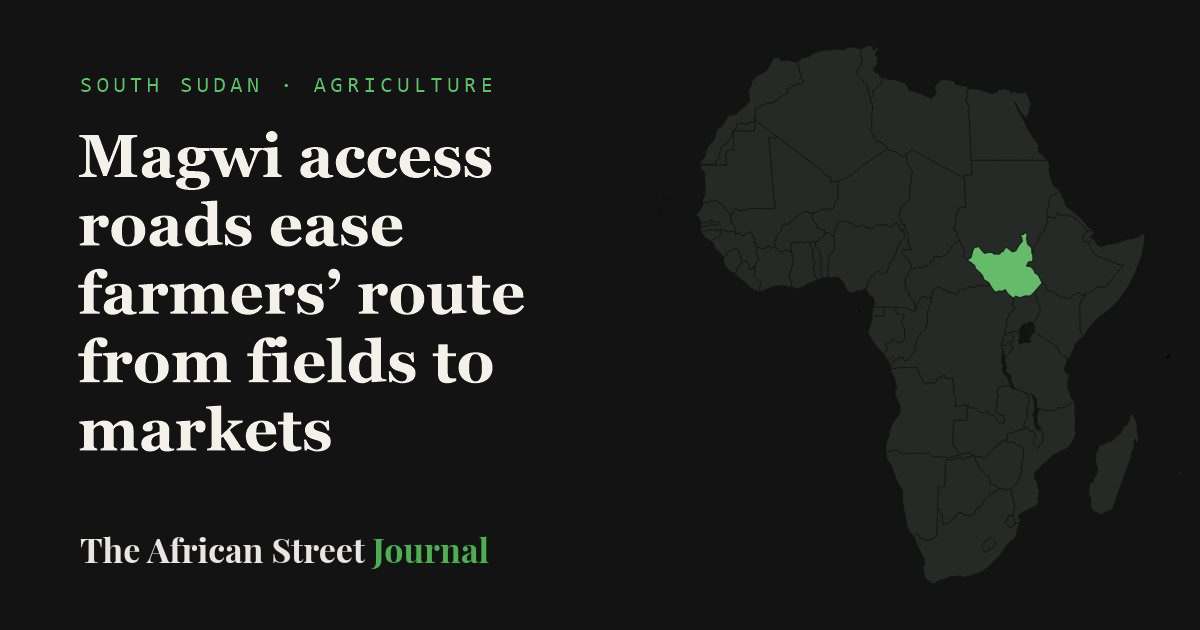 SOUTH SUDAN · AGRICULTURE
Magwi access
roads ease
farmers’ route
from fields to
markets
The African Street Journal